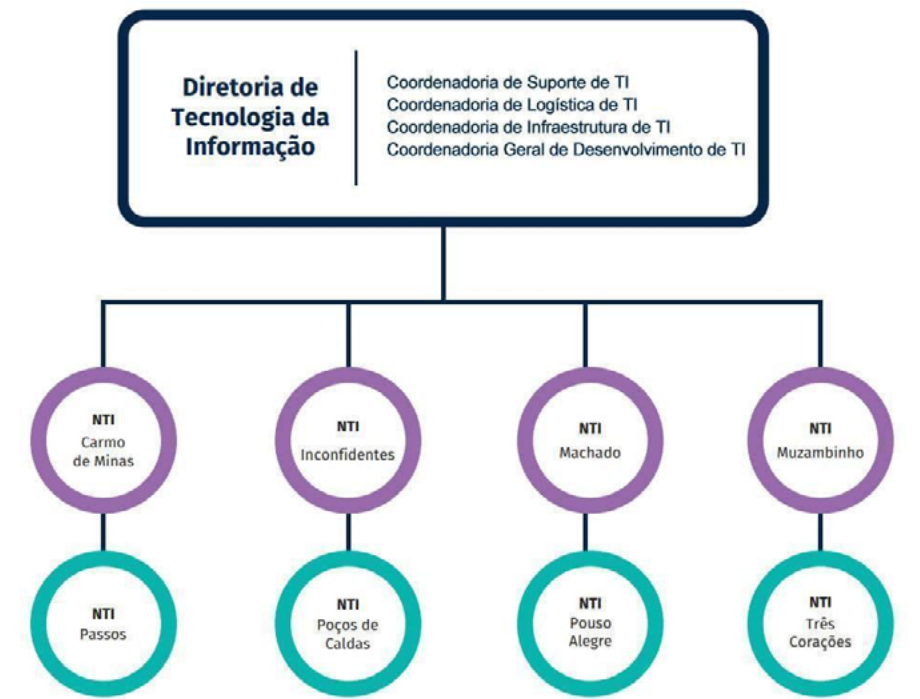 Diretoria de
Tecnologia da
Informação
Coordenadoria de Suporte de TI
Coordenadoria de Logística de TI
Coordenadoria de Infraestrutura de TI
Coordenadoria Geral de Desenvolvimento de TI
NTI
Carmo
de Minas
NTI
Inconfidentes
NTI
Machado
NTI
Muzambinho
NTI
Passos
NTI
Poços de
Caldas
NTI
Pouso
Alegre
NTI
Três
Corações